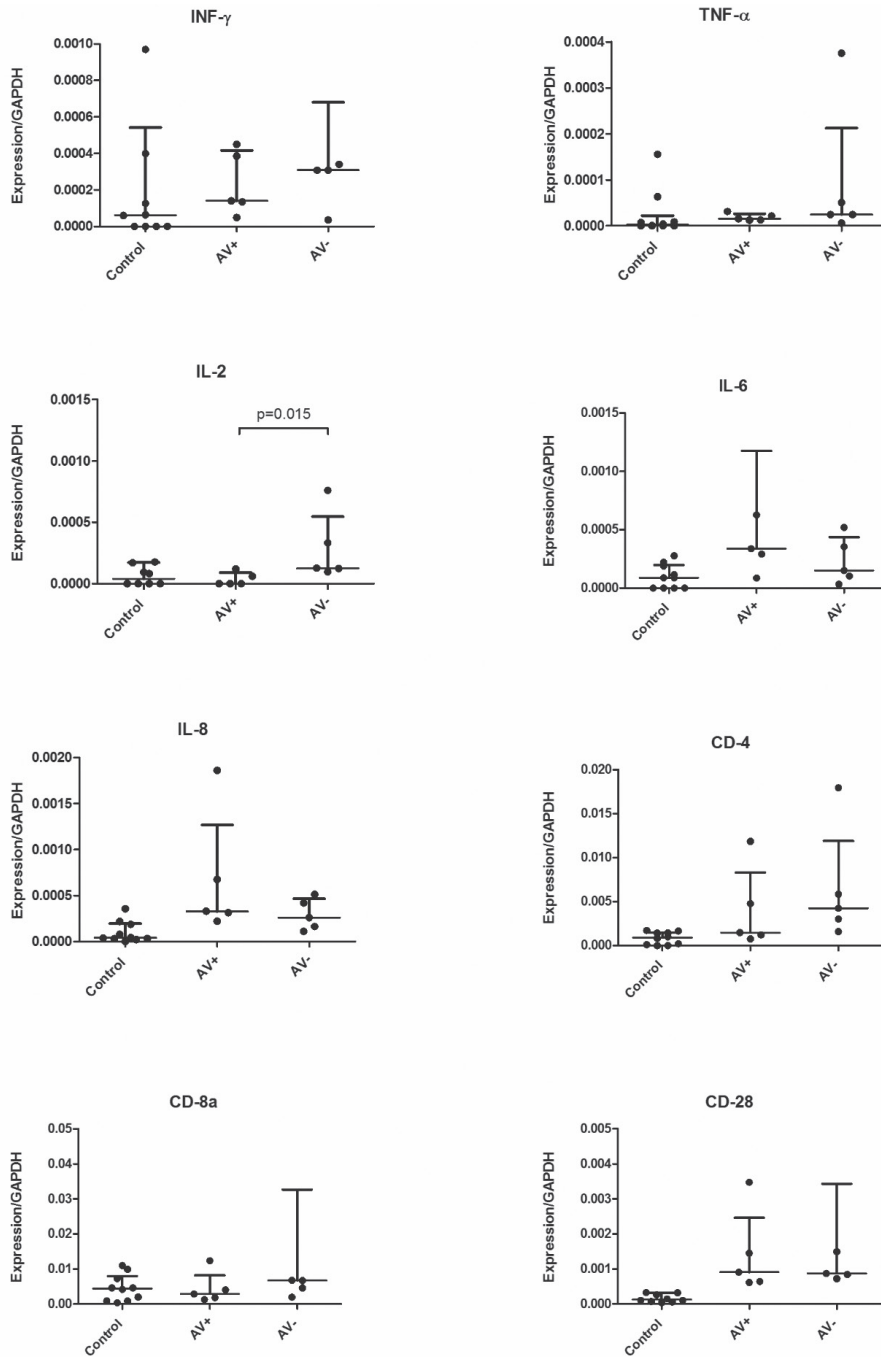 INF-γ
Expression/GAPDH
0.0010
0.0008
0.0006
0.0004
0.0002
0.0000
Control
AV+
AV-
TNF-α
Expression/GAPDH
0.0004
0.0003
0.0002
0.0001
0.0000
Control
AV+
AV-
IL-2
Expression/GAPDH
0.0015
0.0010
0.0005
0.0000
p=0.015
Control
AV+
AV-
IL-6
Expression/GAPDH
0.0015
0.0010
0.0005
0.0000
Control
AV+
AV-
IL-8
Expression/GAPDH
0.0020
0.0015
0.0010
0.0005
0.0000
Control
AV+
AV-
CD-4
Expression/GAPDH
0.020
0.015
0.010
0.005
0.000
Control
AV+
AV-
CD-8a
Expression/GAPDH
0.05
0.04
0.03
0.02
0.01
0.00
Control
AV+
AV-
CD-28
Expression/GAPDH
0.005
0.004
0.003
0.002
0.001
0.000
Control
AV+
AV-